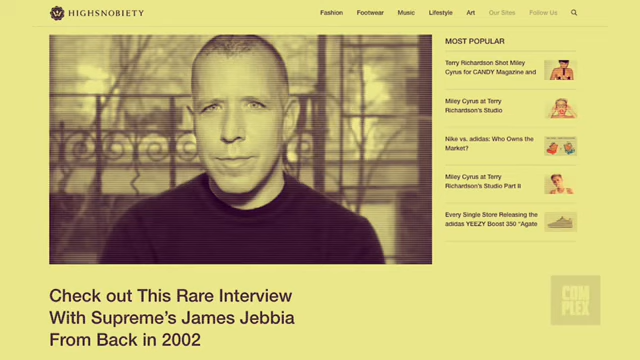 HIGHSNOBIETY
Fashion Footwear Music Lifestyle Art Our Sites Follow Us
MOST POPULAR
Terry Richardson Shot Miley
Cyrus for CANDY Magazine and
Miley Cyrus at Terry
Richardson's Studio
Nike vs. adidas: Who Owns the
Market?
Miley Cyrus at Terry
Richardson's Studio Part II
Every Single Store Releasing the
adidas YEEZY Boost 350 “Agate
Check out This Rare Interview
With Supreme's James Jebbia
From Back in 2002
COM
PLEX